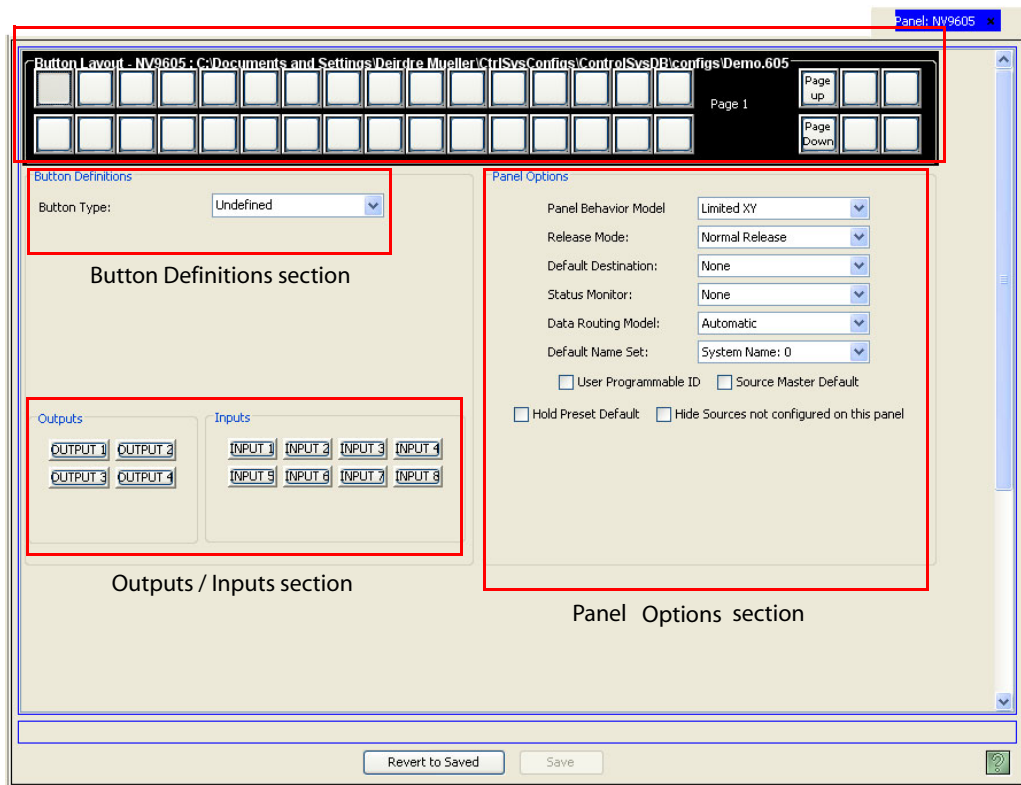 Panel: NV9605 ×
Button Layout - NV9605 : C:\Documents and Settings\Deirdre Mueller\CtrlSysConfigs\ControlSysDB\configs\Demo.605
Page up
Page 1
Page Down
Button Definitions
Button Type: Undefined
Button Definitions section
Panel Options
Panel Behavior Model Limited XY
Release Mode: Normal Release
Default Destination: None
Status Monitor: None
Data Routing Model: Automatic
Default Name Set: System Name: 0
User Programmable ID Source Master Default
Hold Preset Default Hide Sources not configured on this panel
Outputs
OUTPUT 1 OUTPUT 2
OUTPUT 3 OUTPUT 4
Inputs
INPUT 1 INPUT 2 INPUT 3 INPUT 4
INPUT 5 INPUT 6 INPUT 7 INPUT 8
Outputs / Inputs section
Panel Options section
Revert to Saved Save
?